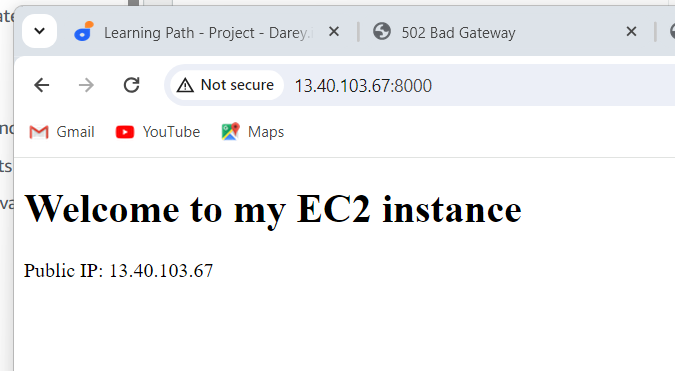 ate
Learning Path - Project - Darey.
502 Bad Gateway
Not secure
13.40.103.67:8000
Gmail
YouTube
Maps
nc
ts
va
Welcome to my EC2 instance
Public IP: 13.40.103.67